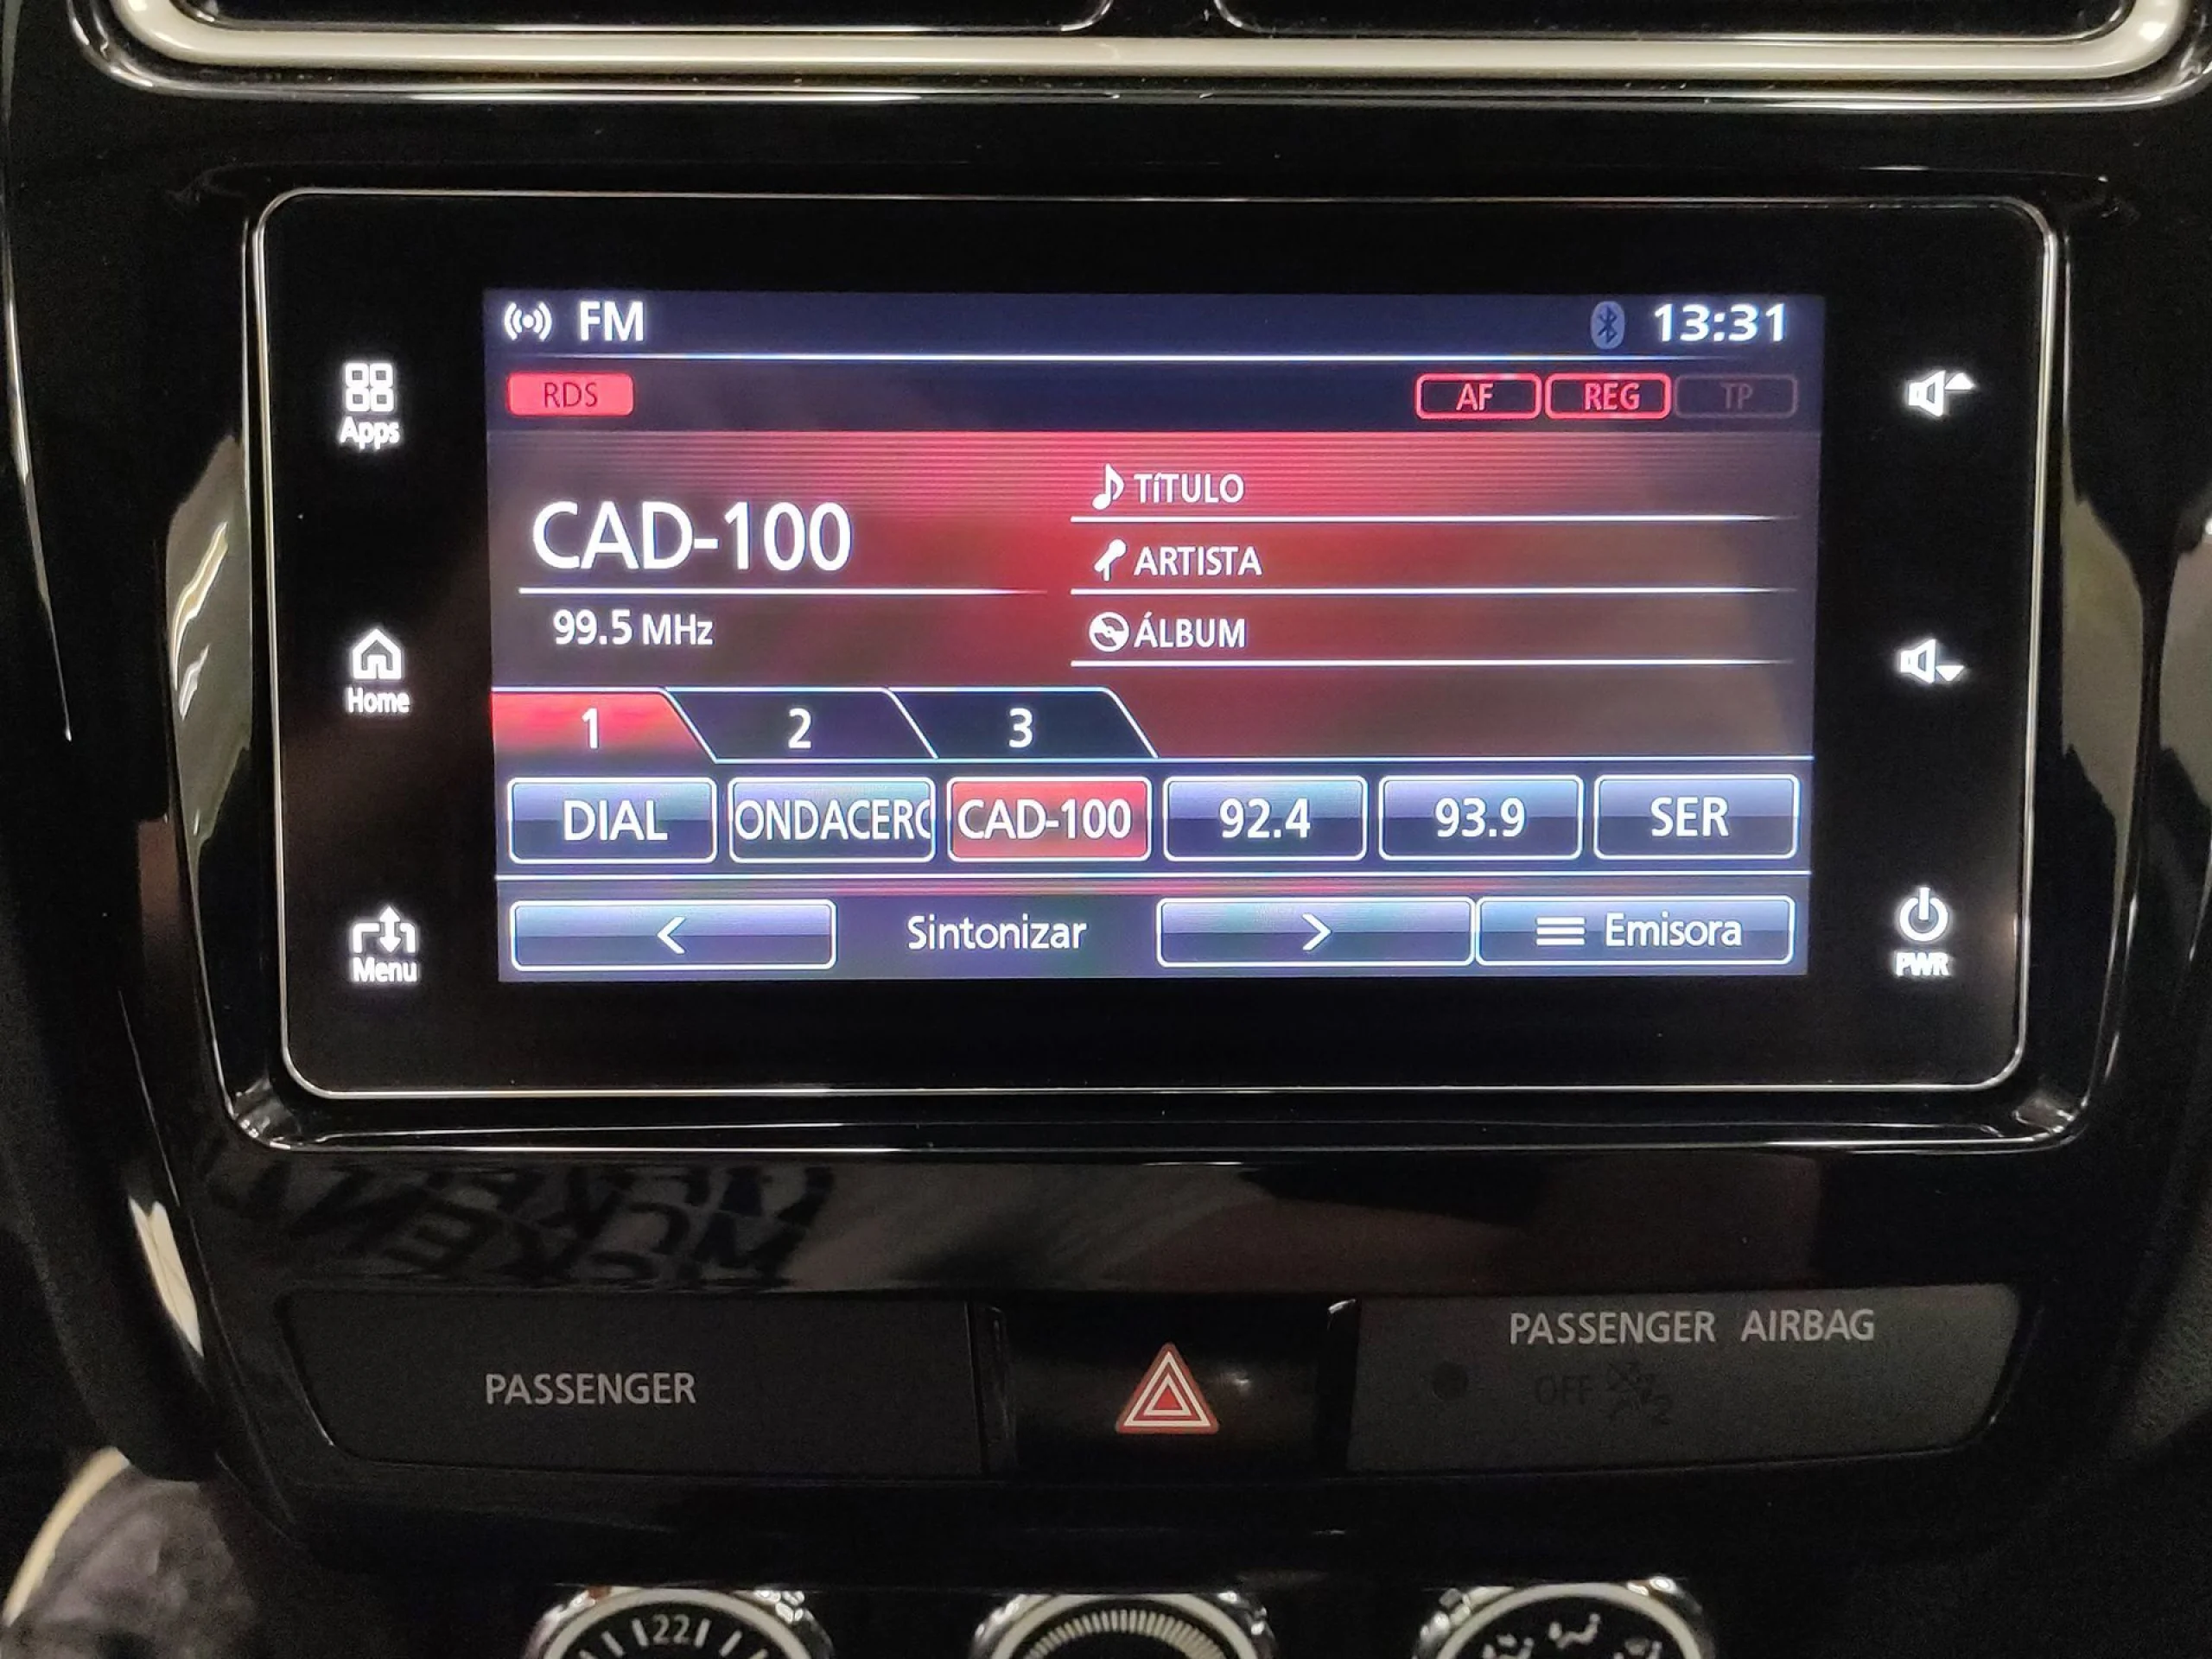 FM 13:31
RDS AF REG TP
Apps
TÍTULO
CAD-100
ARTISTA
99.5 MHz
ÁLBUM
Home
1 2 3
DIAL ONDACERO CAD-100 92.4 93.9 SER
< Sintonizar > Emisora
Menu
PWR
PASSENGER AIRBAG
PASSENGER
OFF
22